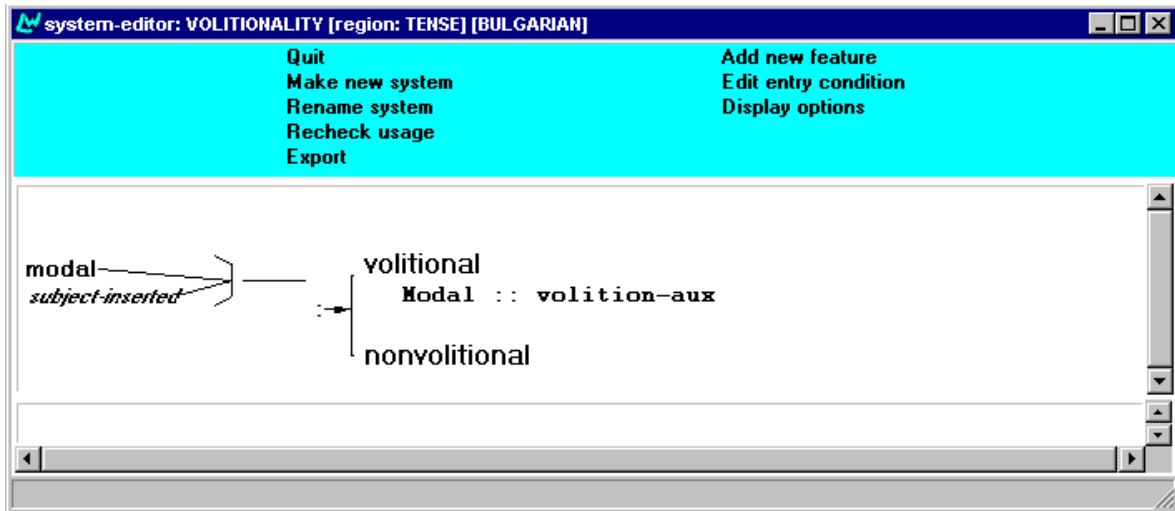 system-editor: VOLITIONALITY [region: TENSE] [BULGARIAN]
Quit
Make new system
Rename system
Recheck usage
Export
Add new feature
Edit entry condition
Display options
modal
subject-inserted
:
volitional
Modal :: volition-aux
nonvolitional